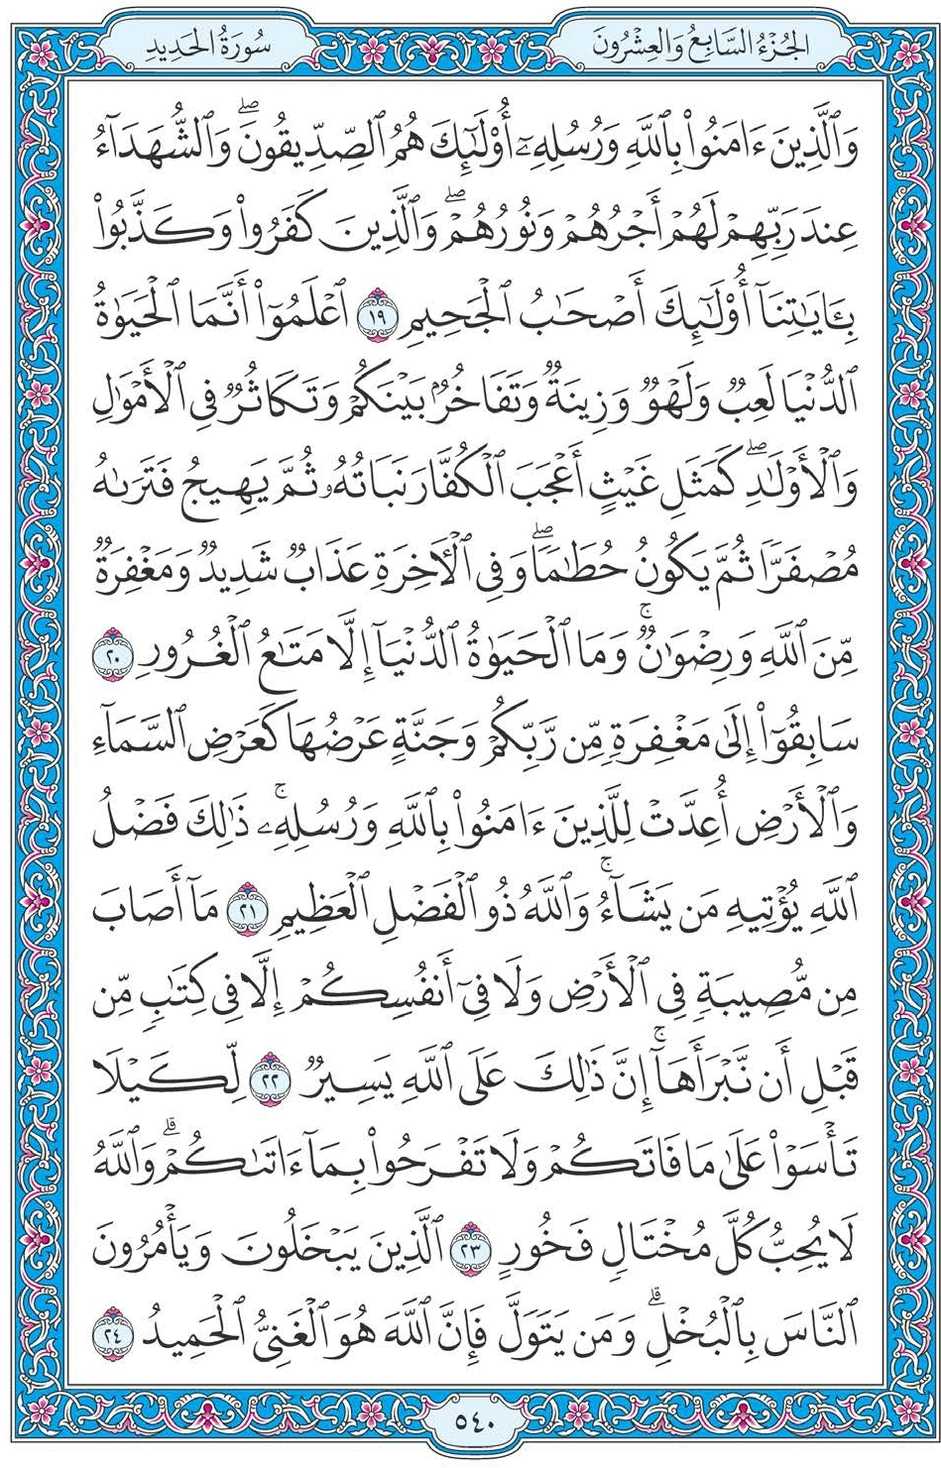 الجُزْءُ السَّابِعُ وَالعِشْرُونَ
سُورَةُ الحَدِيدِ
وَٱلَّذِينَ ءَامَنُواْ بِٱللَّهِ وَرُسُلِهِۦٓ أُوْلَٰٓئِكَ هُمُ ٱلصِّدِّيقُونَۖ وَٱلشُّهَدَآءُ
عِندَ رَبِّهِمۡ لَهُمۡ أَجۡرُهُمۡ وَنُورُهُمۡۖ وَٱلَّذِينَ كَفَرُواْ وَكَذَّبُواْ
بِـَٔايَٰتِنَآ أُوْلَٰٓئِكَ أَصۡحَٰبُ ٱلۡجَحِيمِ ١٩ ٱعۡلَمُوٓاْ أَنَّمَا ٱلۡحَيَوٰةُ
ٱلدُّنۡيَا لَعِبٞ وَلَهۡوٞ وَزِينَةٞ وَتَفَاخُرُۢ بَيۡنَكُمۡ وَتَكَاثُرٞ فِي ٱلۡأَمۡوَٰلِ
وَٱلۡأَوۡلَٰدِۖ كَمَثَلِ غَيۡثٍ أَعۡجَبَ ٱلۡكُفَّارَ نَبَاتُهُۥ ثُمَّ يَهِيجُ فَتَرَىٰهُ
مُصۡفَرّٗا ثُمَّ يَكُونُ حُطَٰمٗاۖ وَفِي ٱلۡأٓخِرَةِ عَذَابٞ شَدِيدٞ وَمَغۡفِرَةٞ
مِّنَ ٱللَّهِ وَرِضۡوَٰنٞۚ وَمَا ٱلۡحَيَوٰةُ ٱلدُّنۡيَآ إِلَّا مَتَٰعُ ٱلۡغُرُورِ ٢٠
سَابِقُوٓاْ إِلَىٰ مَغۡفِرَةٖ مِّن رَّبِّكُمۡ وَجَنَّةٍ عَرۡضُهَا كَعَرۡضِ ٱلسَّمَآءِ
وَٱلۡأَرۡضِ أُعِدَّتۡ لِلَّذِينَ ءَامَنُواْ بِٱللَّهِ وَرُسُلِهِۦۚ ذَٰلِكَ فَضۡلُ
ٱللَّهِ يُؤۡتِيهِ مَن يَشَآءُۚ وَٱللَّهُ ذُو ٱلۡفَضۡلِ ٱلۡعَظِيمِ ٢١ مَآ أَصَابَ
مِن مُّصِيبَةٖ فِي ٱلۡأَرۡضِ وَلَا فِيٓ أَنفُسِكُمۡ إِلَّا فِي كِتَٰبٖ مِّن
قَبۡلِ أَن نَّبۡرَأَهَآۚ إِنَّ ذَٰلِكَ عَلَى ٱللَّهِ يَسِيرٞ ٢٢ لِّكَيۡلَا
تَأۡسَوۡاْ عَلَىٰ مَا فَاتَكُمۡ وَلَا تَفۡرَحُواْ بِمَآ ءَاتَىٰكُمۡۗ وَٱللَّهُ
لَا يُحِبُّ كُلَّ مُخۡتَالٖ فَخُورٍ ٢٣ ٱلَّذِينَ يَبۡخَلُونَ وَيَأۡمُرُونَ
ٱلنَّاسَ بِٱلۡبُخۡلِۗ وَمَن يَتَوَلَّ فَإِنَّ ٱللَّهَ هُوَ ٱلۡغَنِيُّ ٱلۡحَمِيدُ ٢٤
٥٤٠